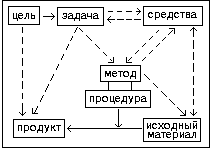 цель задача средства
метод
процедура
продукт исходный
материал